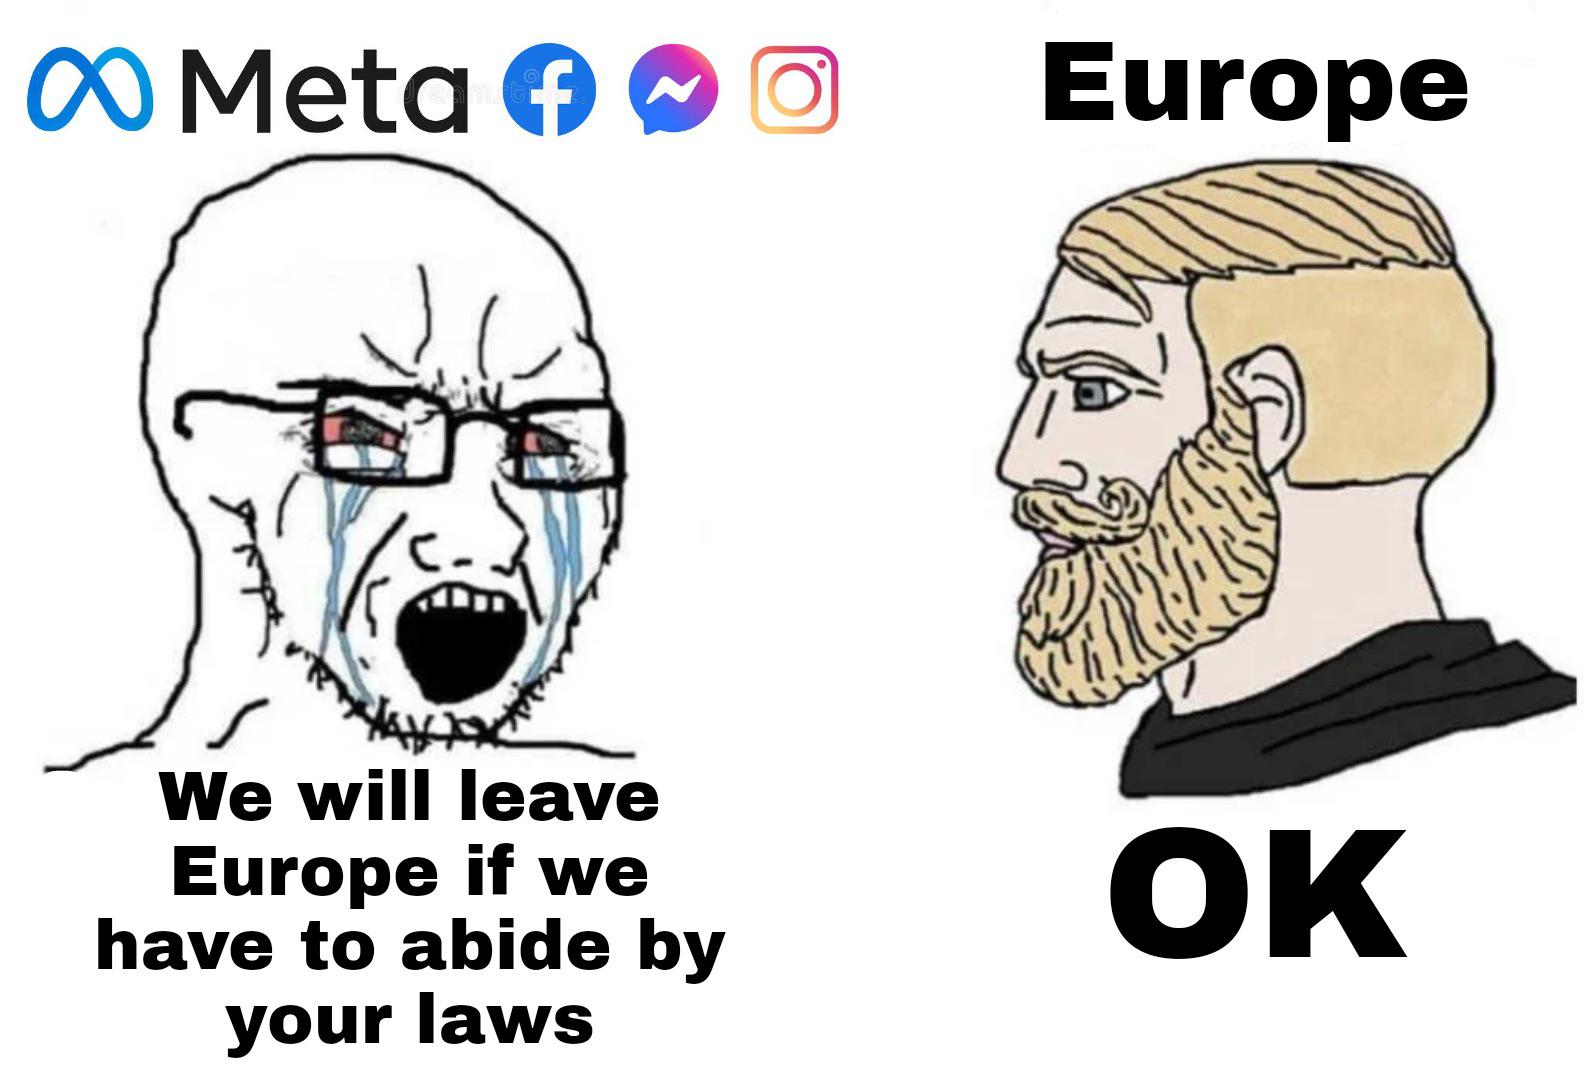 Meta
Europe
We will leave
Europe if we
have to abide by
your laws
OK